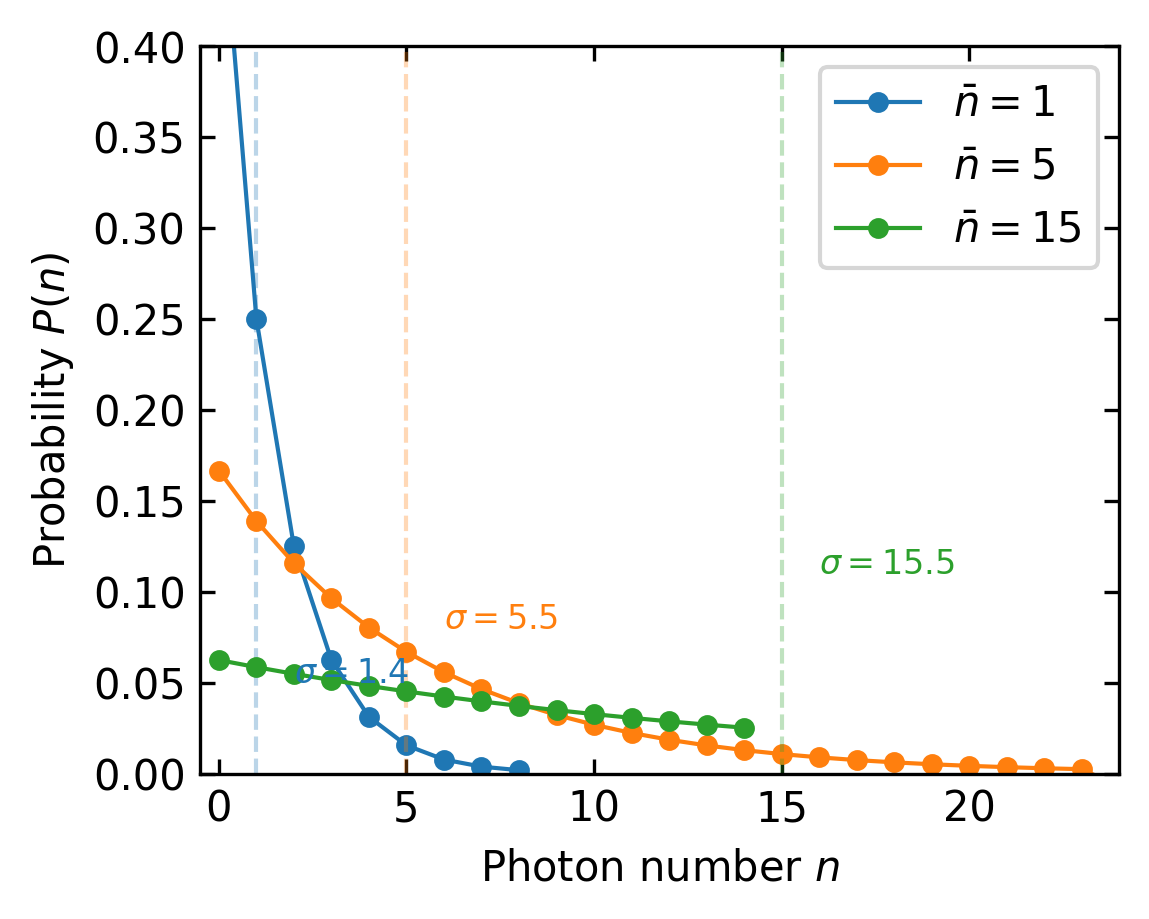 0.40
0.35
0.30
0.25
0.20
0.15
0.10
0.05
0.00
Probability P(n)
n̄ = 1
n̄ = 5
n̄ = 15
σ = 15.5
σ = 5.5
σ = 1.4
0 5 10 15 20
Photon number n